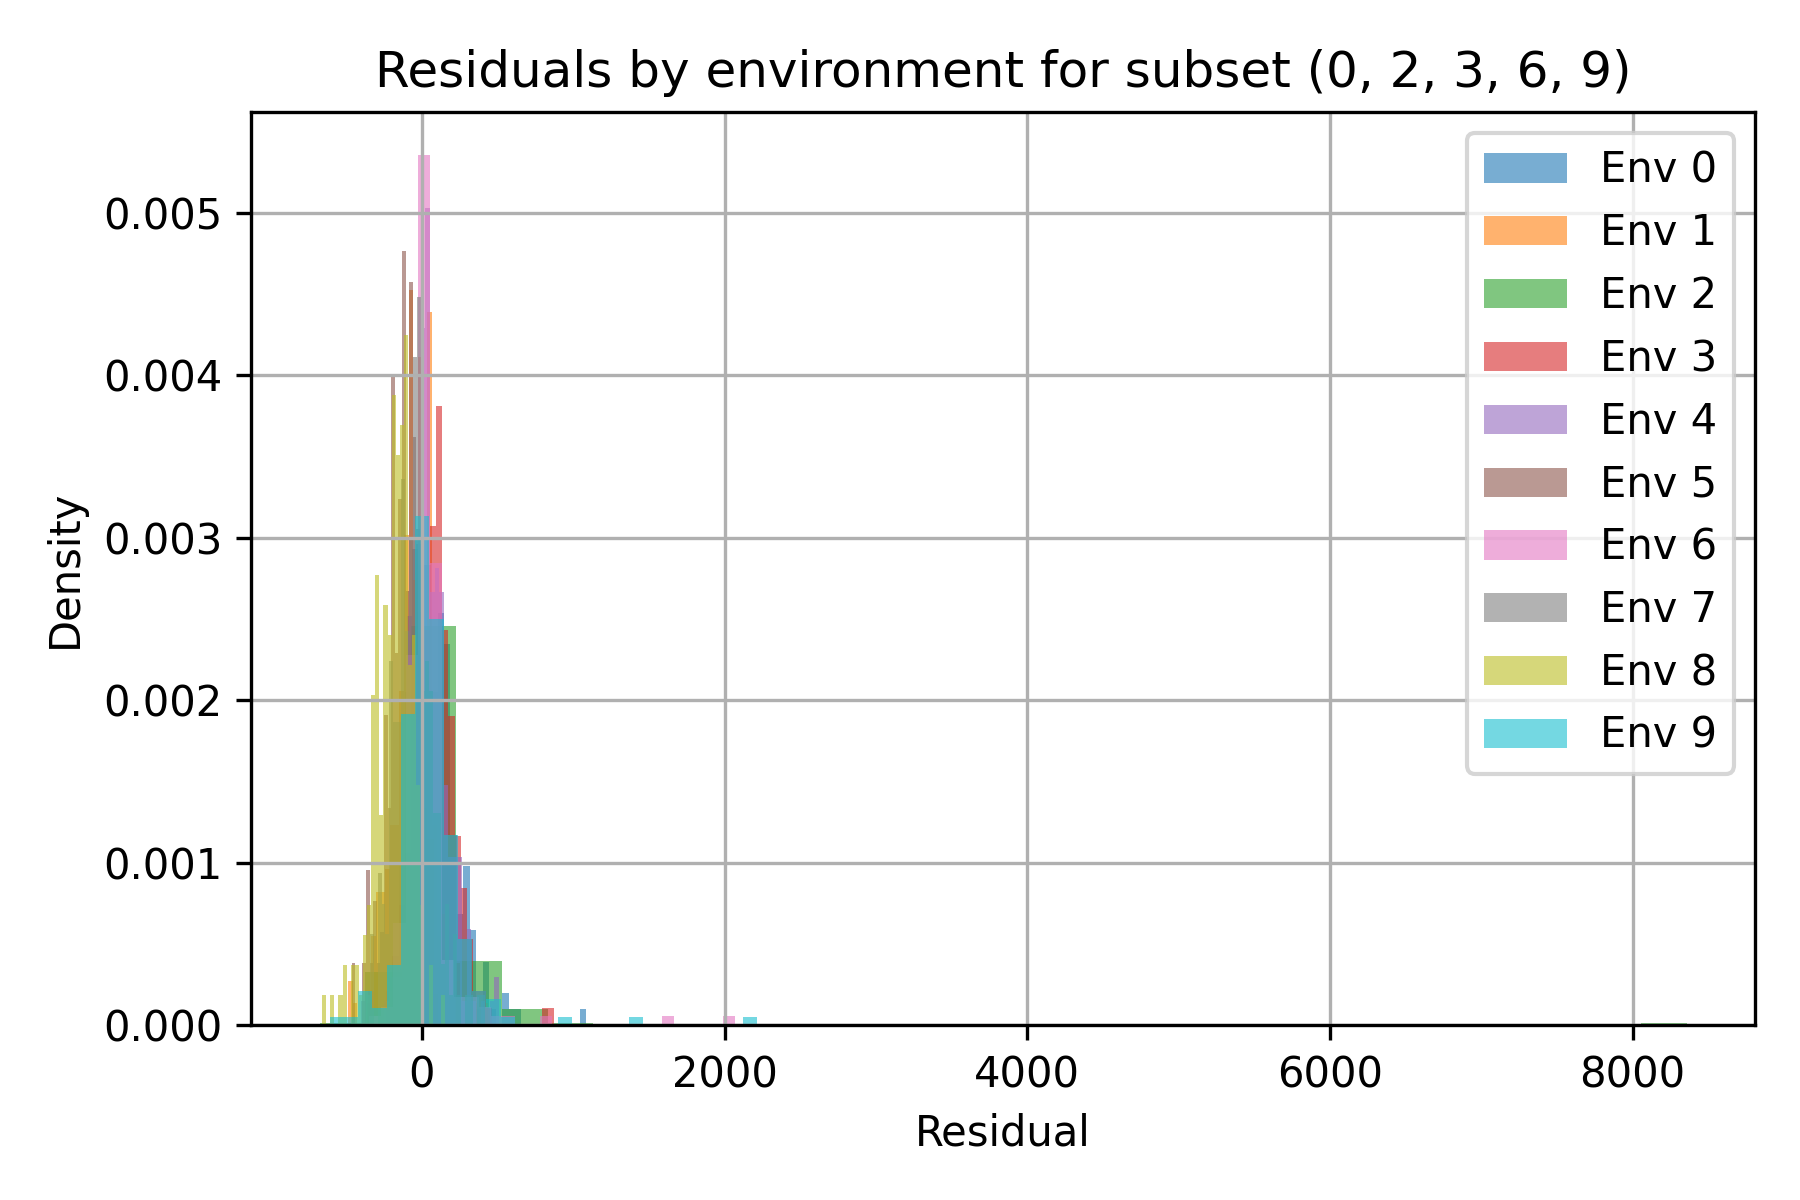 Residuals by environment for subset (0, 2, 3, 6, 9)
Density
0.005
0.004
0.003
0.002
0.001
0.000
0
2000
4000
6000
8000
Residual
Env 0
Env 1
Env 2
Env 3
Env 4
Env 5
Env 6
Env 7
Env 8
Env 9